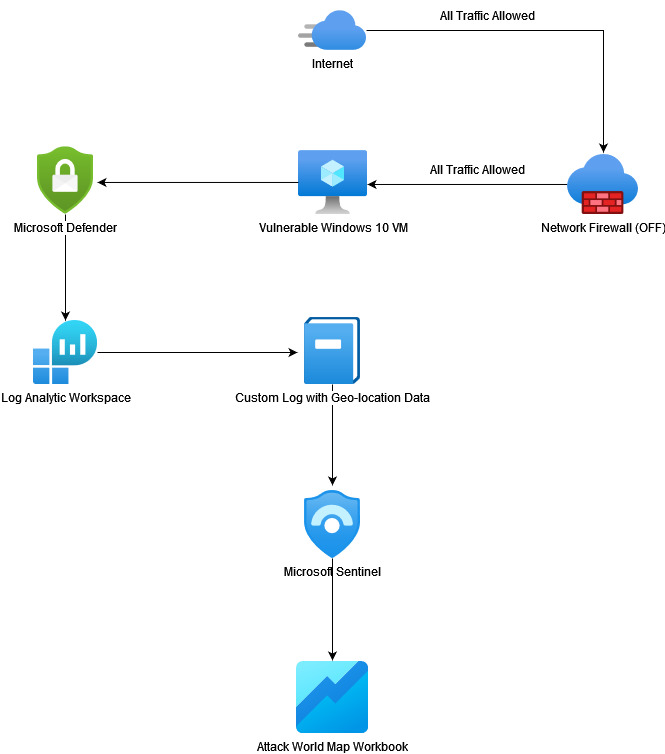 All Traffic Allowed
Internet
All Traffic Allowed
Microsoft Defender
Vulnerable Windows 10 VM
Network Firewall (OFF)
Log Analytic Workspace
Custom Log with Geo-location Data
Microsoft Sentinel
Attack World Map Workbook